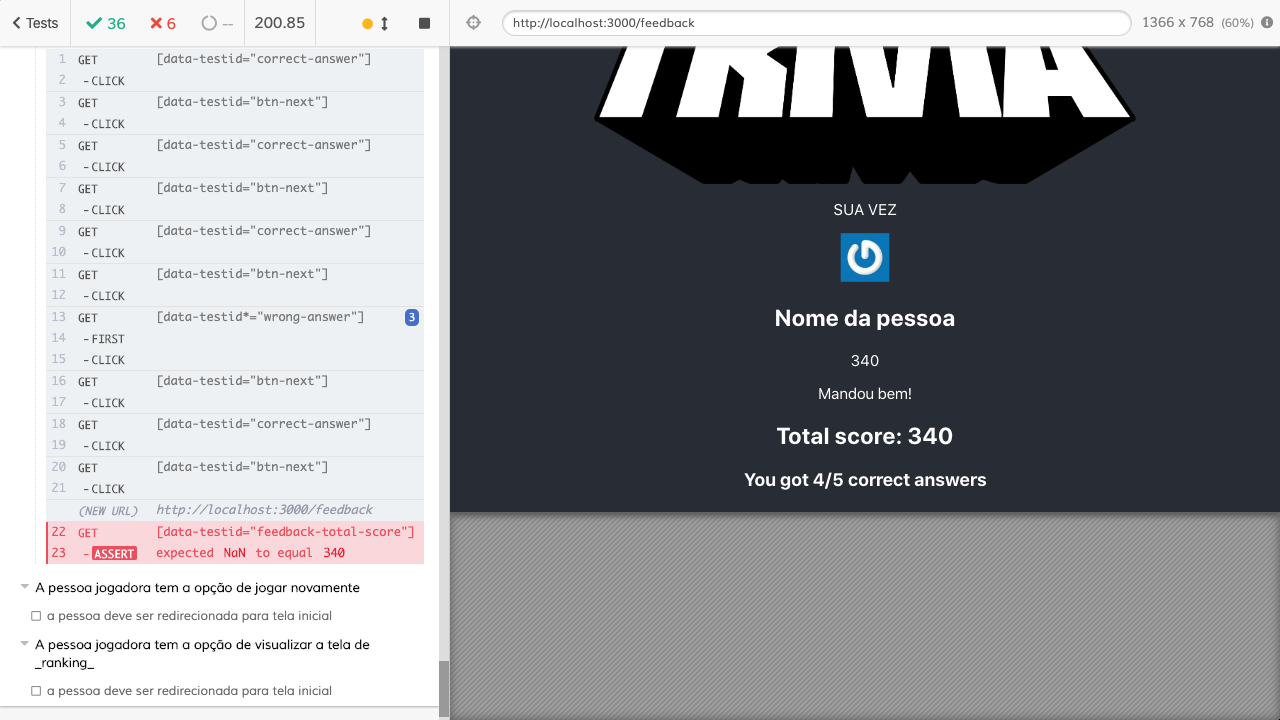 Tests 36 6 -- 200.85
http://localhost:3000/feedback 1366 x 768 (60%)
1 GET [data-testid="correct-answer"]
2 -CLICK
3 GET [data-testid="btn-next"]
4 -CLICK
5 GET [data-testid="correct-answer"]
6 -CLICK
7 GET [data-testid="btn-next"]
8 -CLICK
9 GET [data-testid="correct-answer"]
10 -CLICK
11 GET [data-testid="btn-next"]
12 -CLICK
13 GET [data-testid*="wrong-answer"] 3
14 -FIRST
15 -CLICK
16 GET [data-testid="btn-next"]
17 -CLICK
18 GET [data-testid="correct-answer"]
19 -CLICK
20 GET [data-testid="btn-next"]
21 -CLICK
(NEW URL) http://localhost:3000/feedback
22 GET [data-testid="feedback-total-score"]
23 -ASSERT expected NaN to equal 340
A pessoa jogadora tem a opção de jogar novamente
a pessoa deve ser redirecionada para tela inicial
A pessoa jogadora tem a opção de visualizar a tela de
_ranking_
a pessoa deve ser redirecionada para tela inicial
TRIVIA
SUA VEZ
Nome da pessoa
340
Mandou bem!
Total score: 340
You got 4/5 correct answers